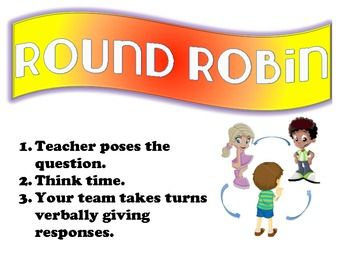 ROUND ROBiN
1. Teacher poses the
question.
2. Think time.
3. Your team takes turns
verbally giving
responses.